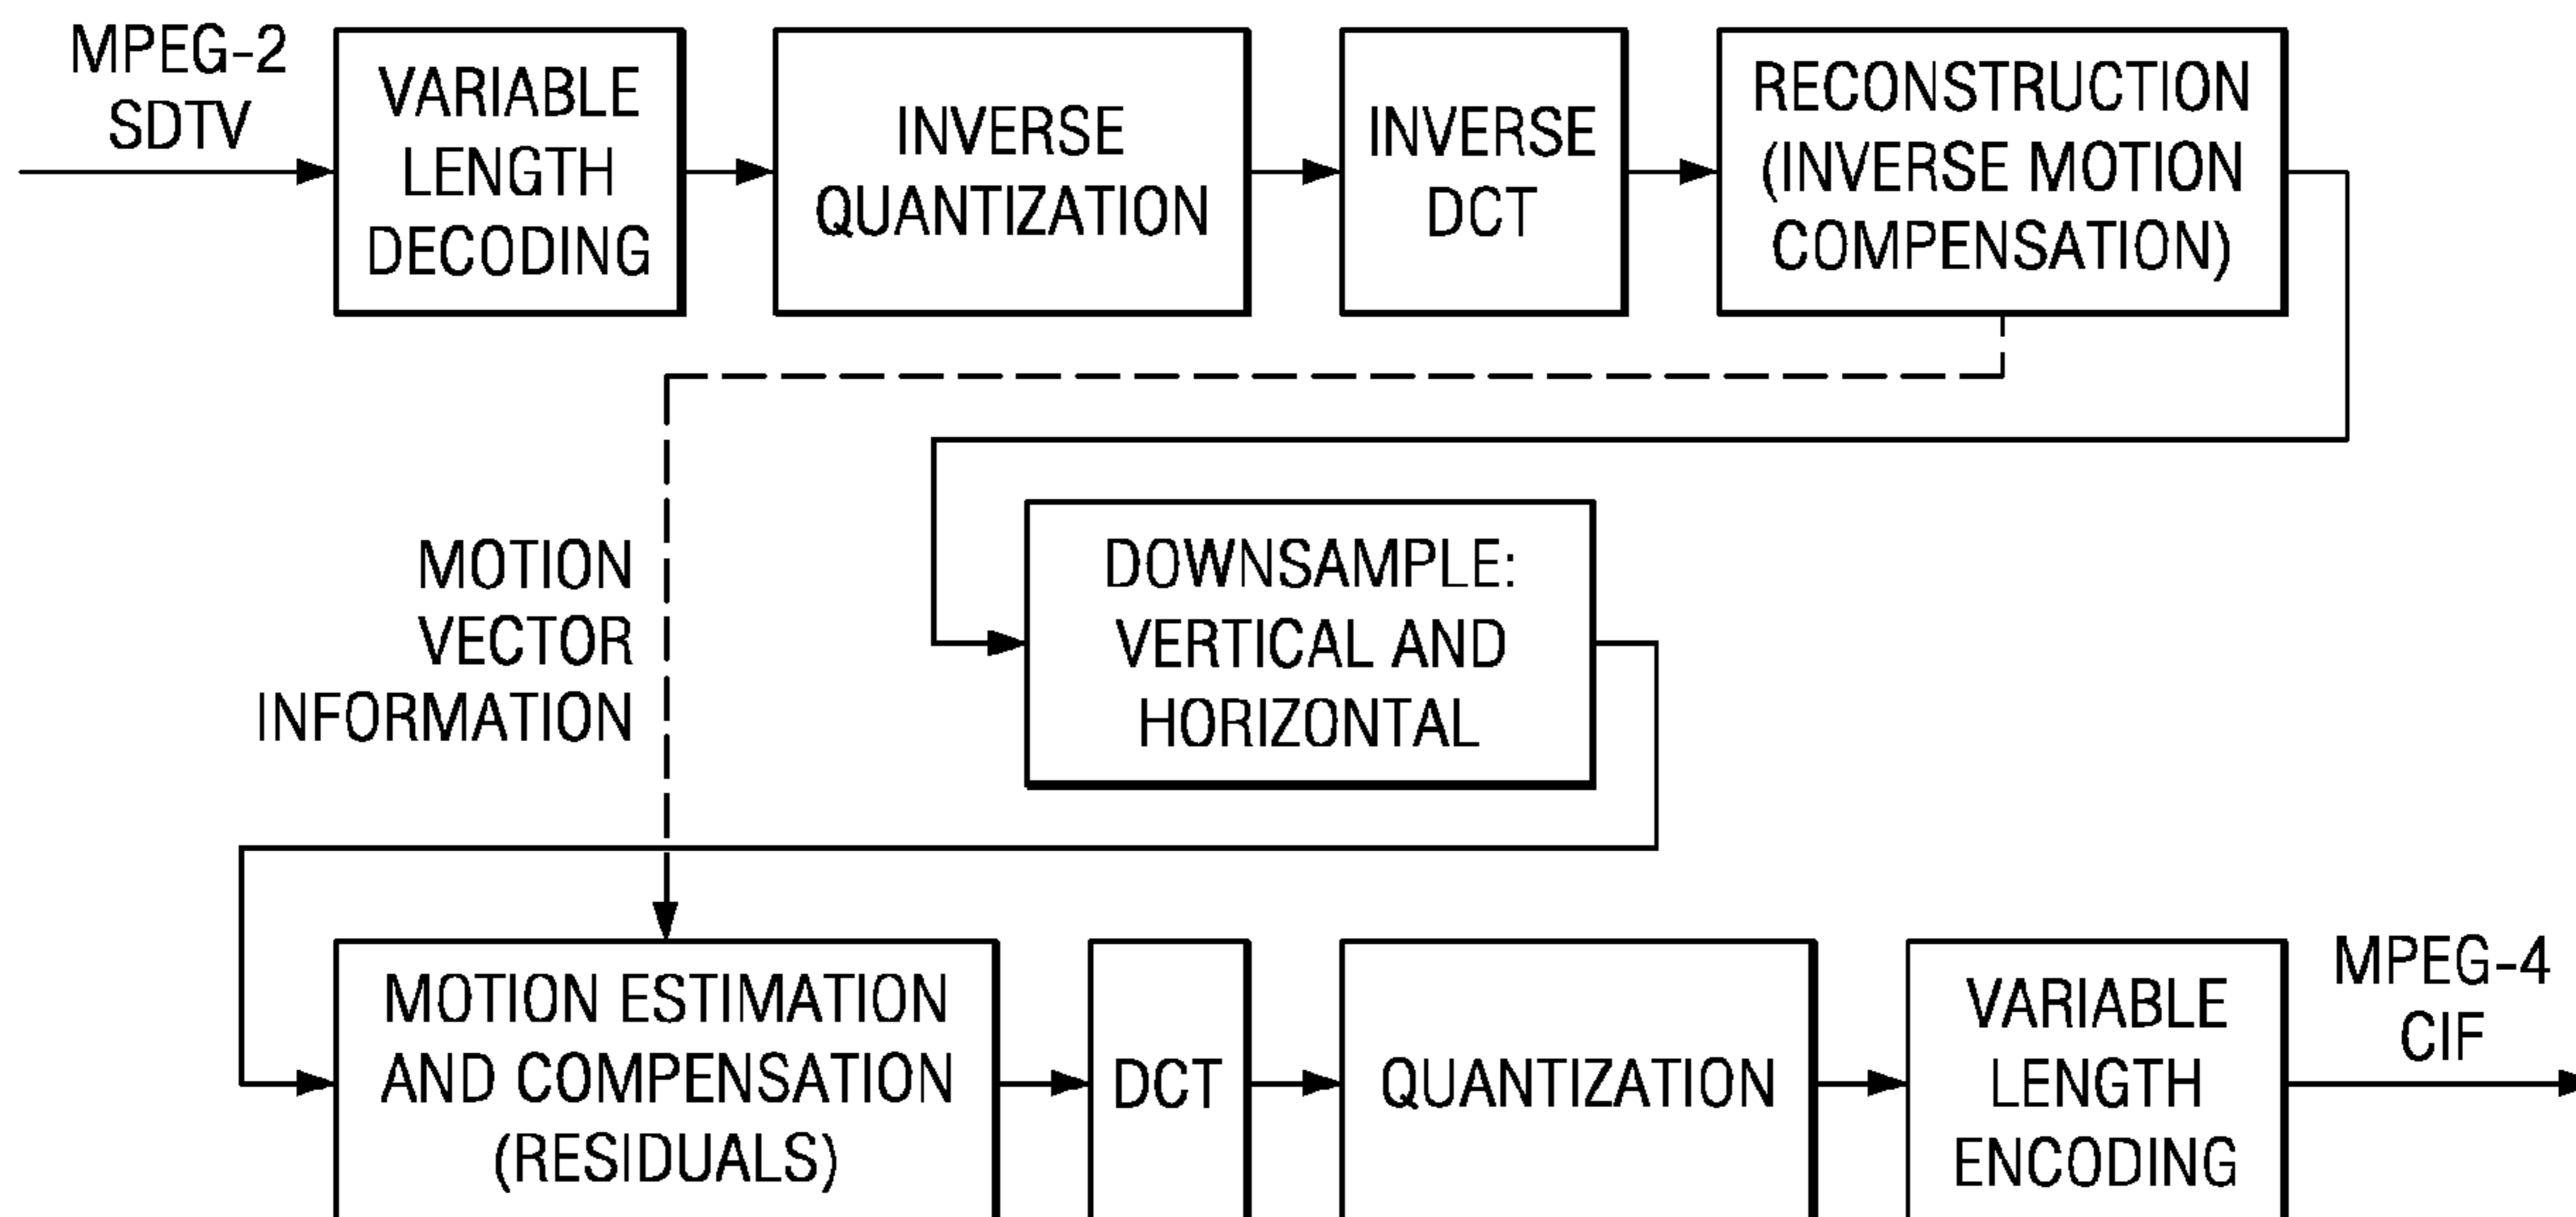 MPEG-2
SDTV
VARIABLE
LENGTH
DECODING
INVERSE
QUANTIZATION
INVERSE
DCT
RECONSTRUCTION
(INVERSE MOTION
COMPENSATION)
MOTION
VECTOR
INFORMATION
DOWNSAMPLE:
VERTICAL AND
HORIZONTAL
MOTION ESTIMATION
AND COMPENSATION
(RESIDUALS)
DCT
QUANTIZATION
VARIABLE
LENGTH
ENCODING
MPEG-4
CIF